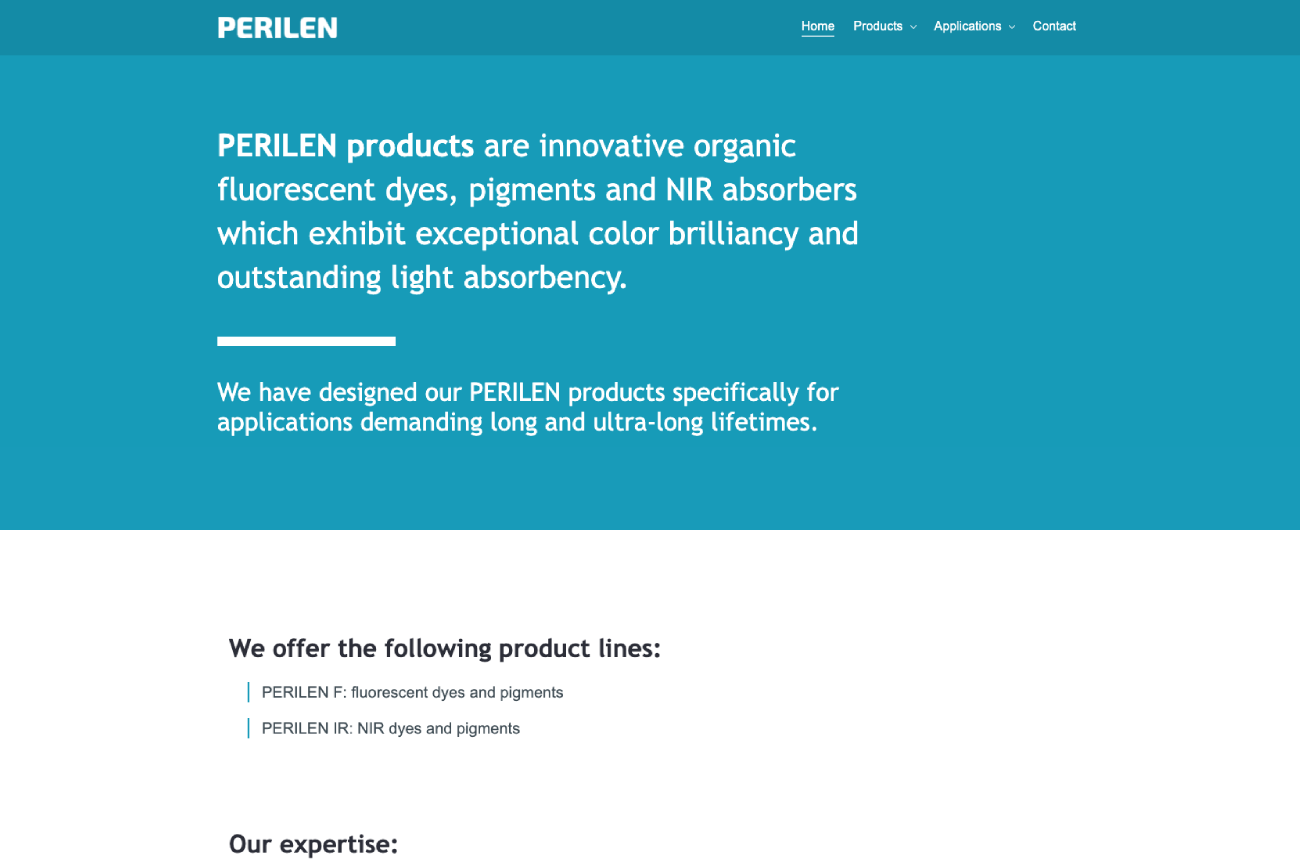 PERILEN
Home Products Applications Contact
PERILEN products are innovative organic
fluorescent dyes, pigments and NIR absorbers
which exhibit exceptional color brilliancy and
outstanding light absorbency.
We have designed our PERILEN products specifically for
applications demanding long and ultra-long lifetimes.
We offer the following product lines:
PERILEN F: fluorescent dyes and pigments
PERILEN IR: NIR dyes and pigments
Our expertise: